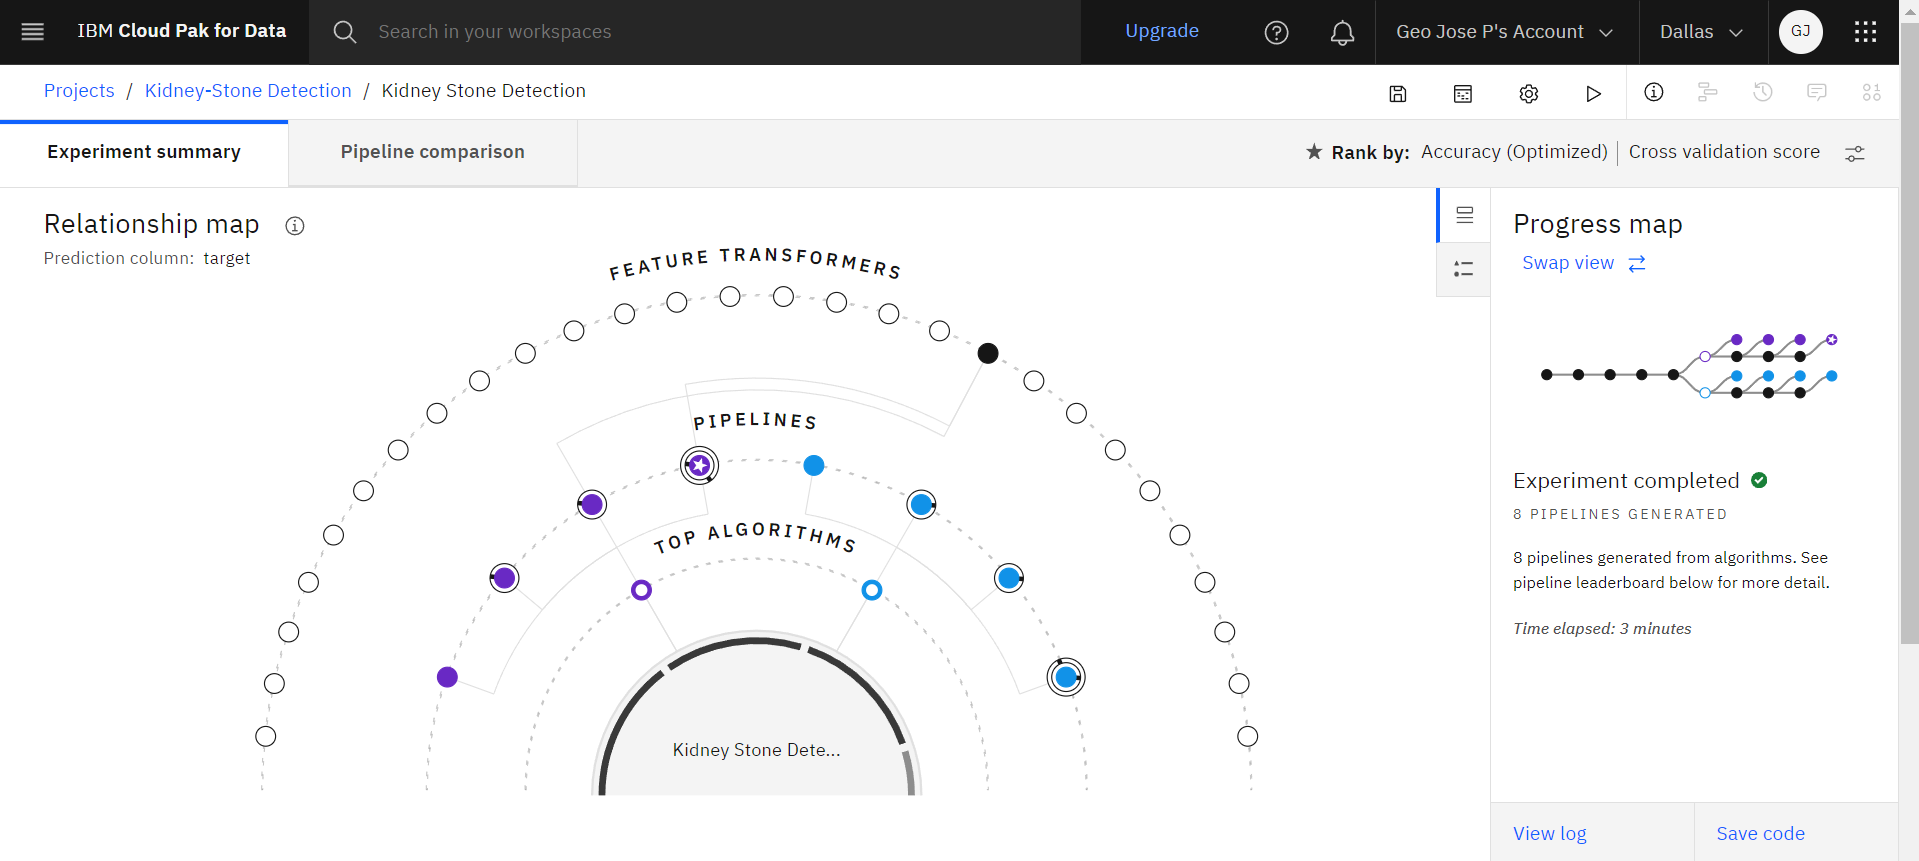 IBM Cloud Pak for Data
Search in your workspaces
Upgrade
Geo Jose P's Account
Dallas
GJ
Projects / Kidney-Stone Detection / Kidney Stone Detection
Experiment summary
Pipeline comparison
Rank by: Accuracy (Optimized) | Cross validation score
Relationship map
Prediction column: target
FEATURE TRANSFORMERS
PIPELINES
TOP ALGORITHMS
Kidney Stone Dete...
Progress map
Swap view
Experiment completed
8 PIPELINES GENERATED
8 pipelines generated from algorithms. See
pipeline leaderboard below for more detail.
Time elapsed: 3 minutes
View log
Save code